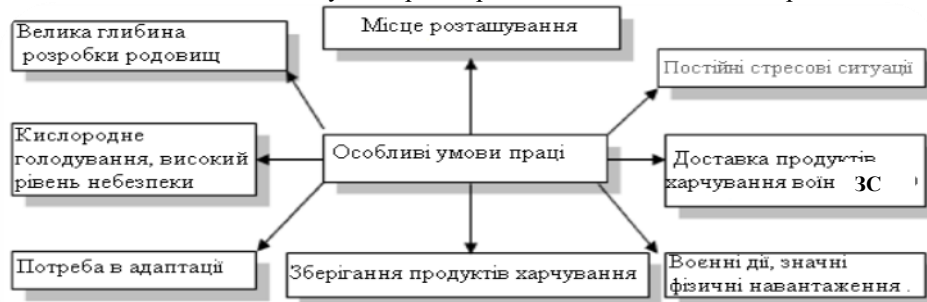 Велика глибина
розробки родовищ
Місце розташування
Постійні стресові ситуації
Кислородне
голодування, високий
рівень небезпеки
Особливі умови праці
Доставка продуктів
харчування воїн ЗС
Потреба в адаптації
Зберігання продуктів харчування
Воєнні дії, значні
фізичні навантаження .